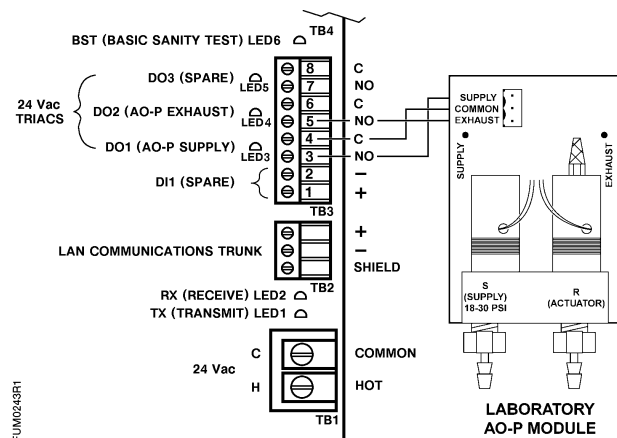 TB4
BST (BASIC SANITY TEST) LED6
8 C
DO3 (SPARE) LED5 7 NO
6 C
24 Vac TRIACS
DO2 (AO-P EXHAUST) LED4 5 NO
4 C
DO1 (AO-P SUPPLY) LED3 3 NO
2 –
DI1 (SPARE)
1 +
TB3
+
LAN COMMUNICATIONS TRUNK –
SHIELD
TB2
RX (RECEIVE) LED2
TX (TRANSMIT) LED1
C COMMON
24 Vac
H HOT
TB1
SUPPLY
COMMON
EXHAUST
SUPPLY
EXHAUST
S
(SUPPLY)
18-30 PSI
R
(ACTUATOR)
LABORATORY
AO-P MODULE